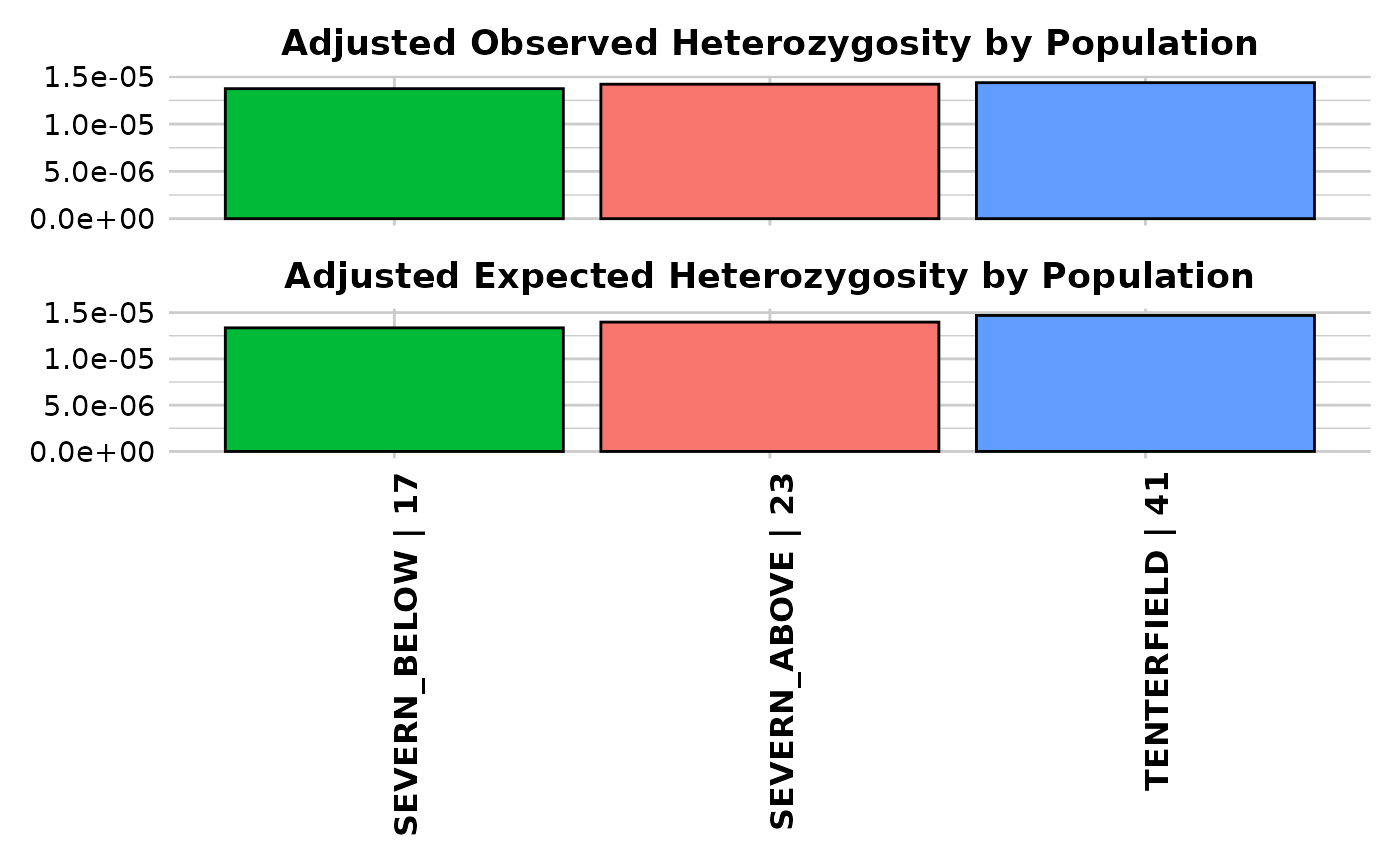 Adjusted Observed Heterozygosity by Population
1.5e-05
1.0e-05
5.0e-06
0.0e+00
Adjusted Expected Heterozygosity by Population
1.5e-05
1.0e-05
5.0e-06
0.0e+00
SEVERN_BELOW | 17
SEVERN_ABOVE | 23
TENTERFIELD | 41